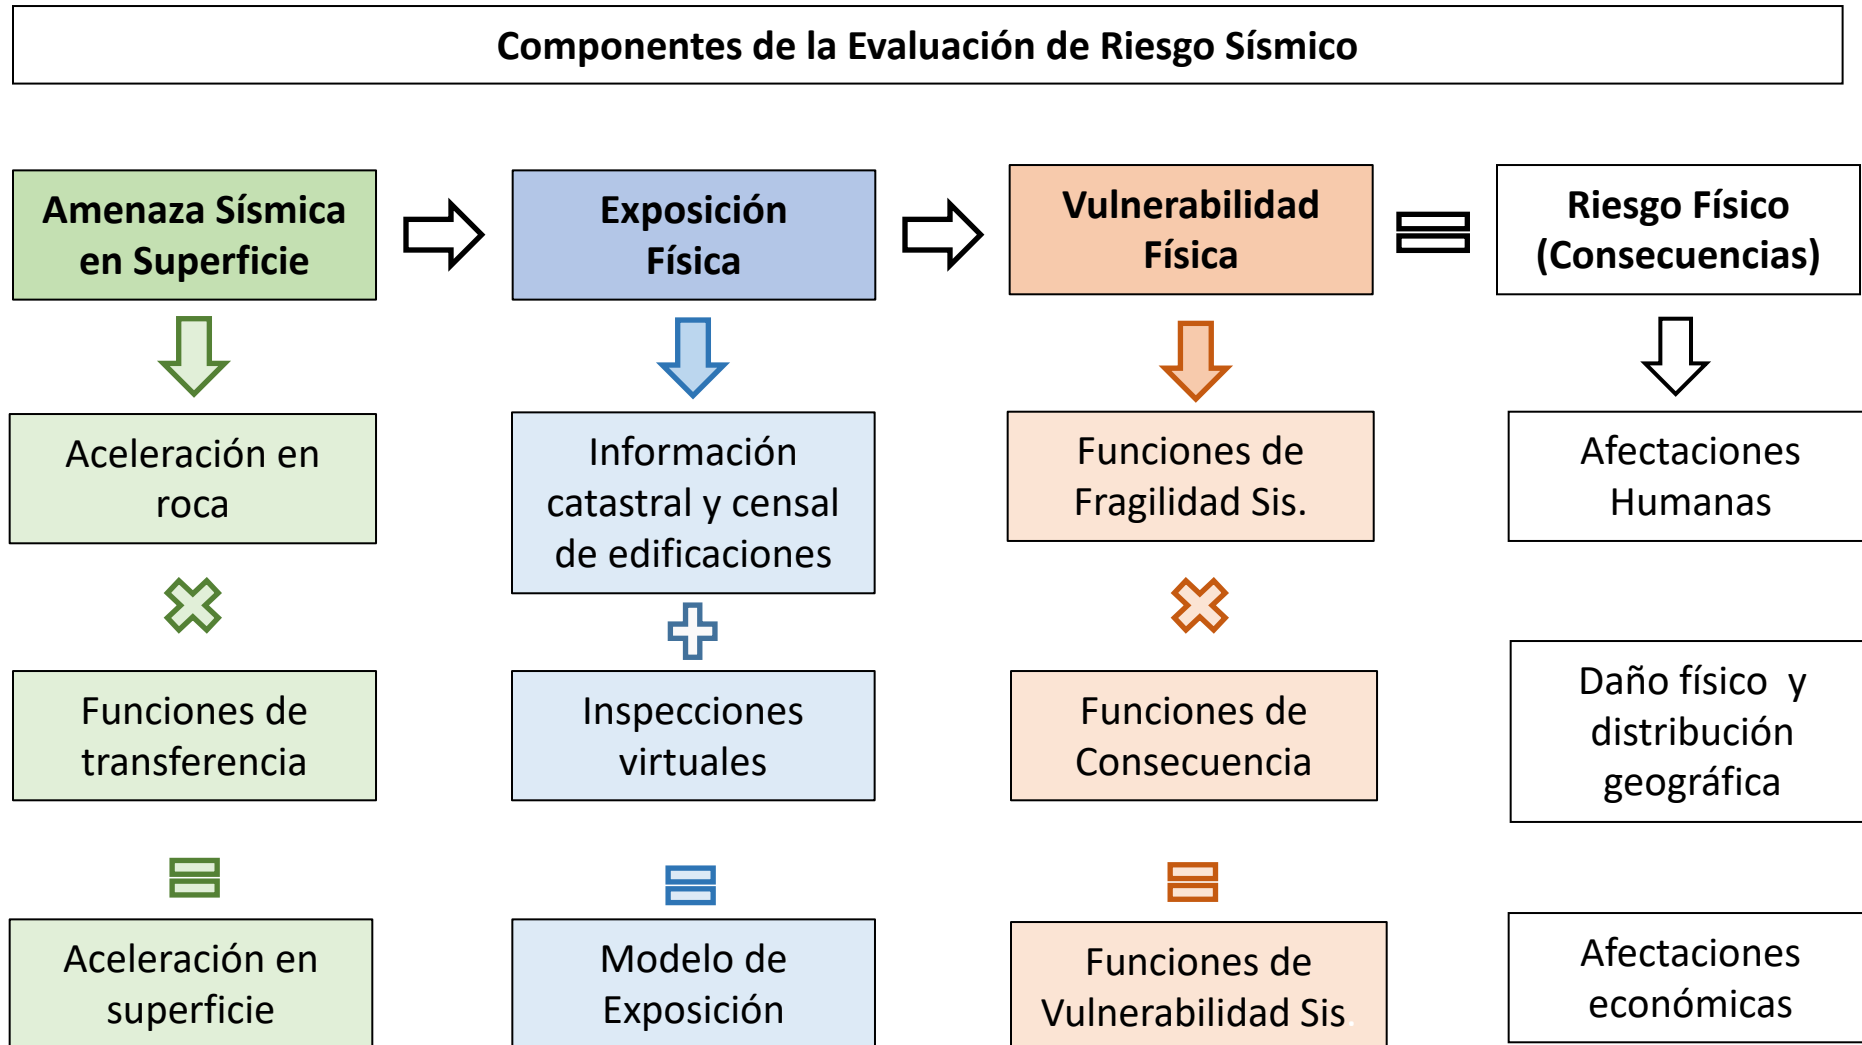 Componentes de la Evaluación de Riesgo Sísmico
Amenaza Sísmica
en Superficie
Exposición
Física
Vulnerabilidad
Física
Riesgo Físico
(Consecuencias)
Aceleración en
roca
Información
catastral y censal
de edificaciones
Funciones de
Fragilidad Sis.
Afectaciones
Humanas
Funciones de
transferencia
Inspecciones
virtuales
Funciones de
Consecuencia
Daño físico y
distribución
geográfica
Aceleración en
superficie
Modelo de
Exposición
Funciones de
Vulnerabilidad Sis.
Afectaciones
económicas